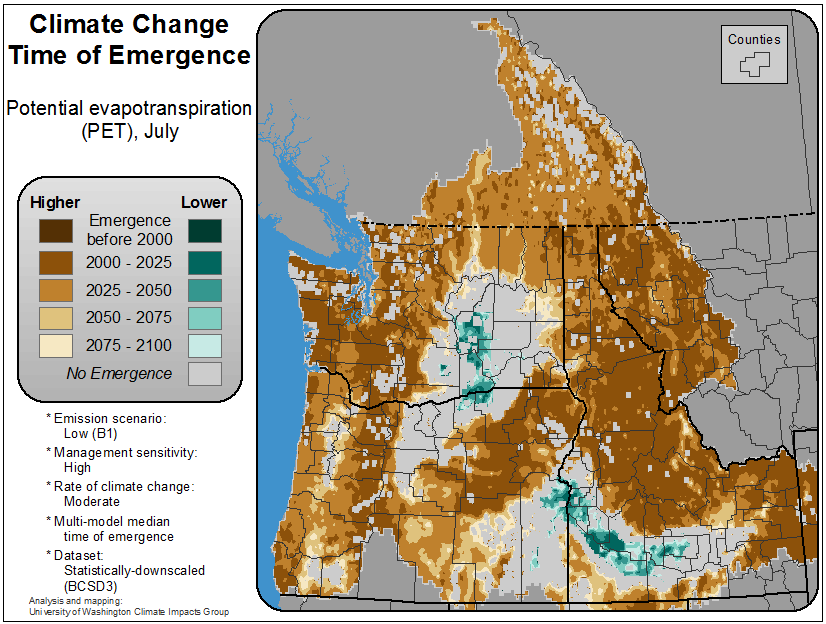 Climate Change
Time of Emergence
Potential evapotranspiration
(PET), July
Counties
Higher
Lower
Emergence
before 2000
2000 - 2025
2025 - 2050
2050 - 2075
2075 - 2100
No Emergence
* Emission scenario:
Low (B1)
* Management sensitivity:
High
* Rate of climate change:
Moderate
* Multi-model median
time of emergence
* Dataset:
Statistically-downscaled
(BCSD3)
Analysis and mapping:
University of Washington Climate Impacts Group